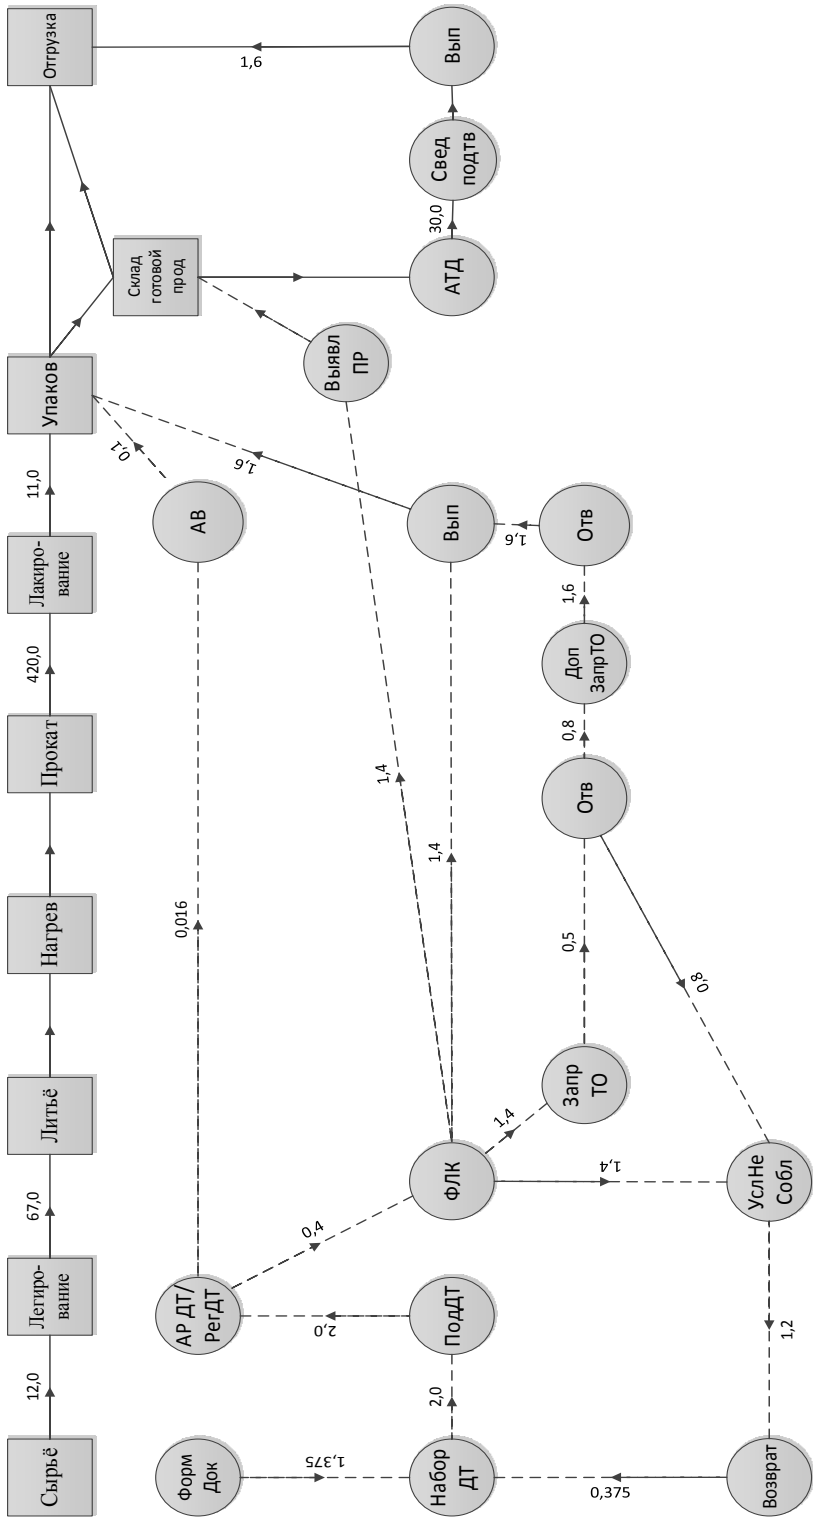 Сырьё
12,0
Легиро-
вание
67,0
Литьё
Нагрев
Прокат
420,0
Лакиро-
вание
11,0
Упаков
Отгрузка
Склад
готовой
прод
0,1
1,6
1,6
АВ
0,016
АР ДТ/
РегДТ
Форм
Док
1,375
Набор
ДТ
2,0
ПодДТ
2,0
0,4
ФЛК
1,4
1,4
Выявл
ПР
Вып
АТД
30,0
Свед
подтв
Вып
1,4
Запр
ТО
0,5
Отв
0,8
Доп
ЗапрТО
1,6
Отв
1,6
0,8
1,4
УслНе
Собл
1,2
Возврат
0,375